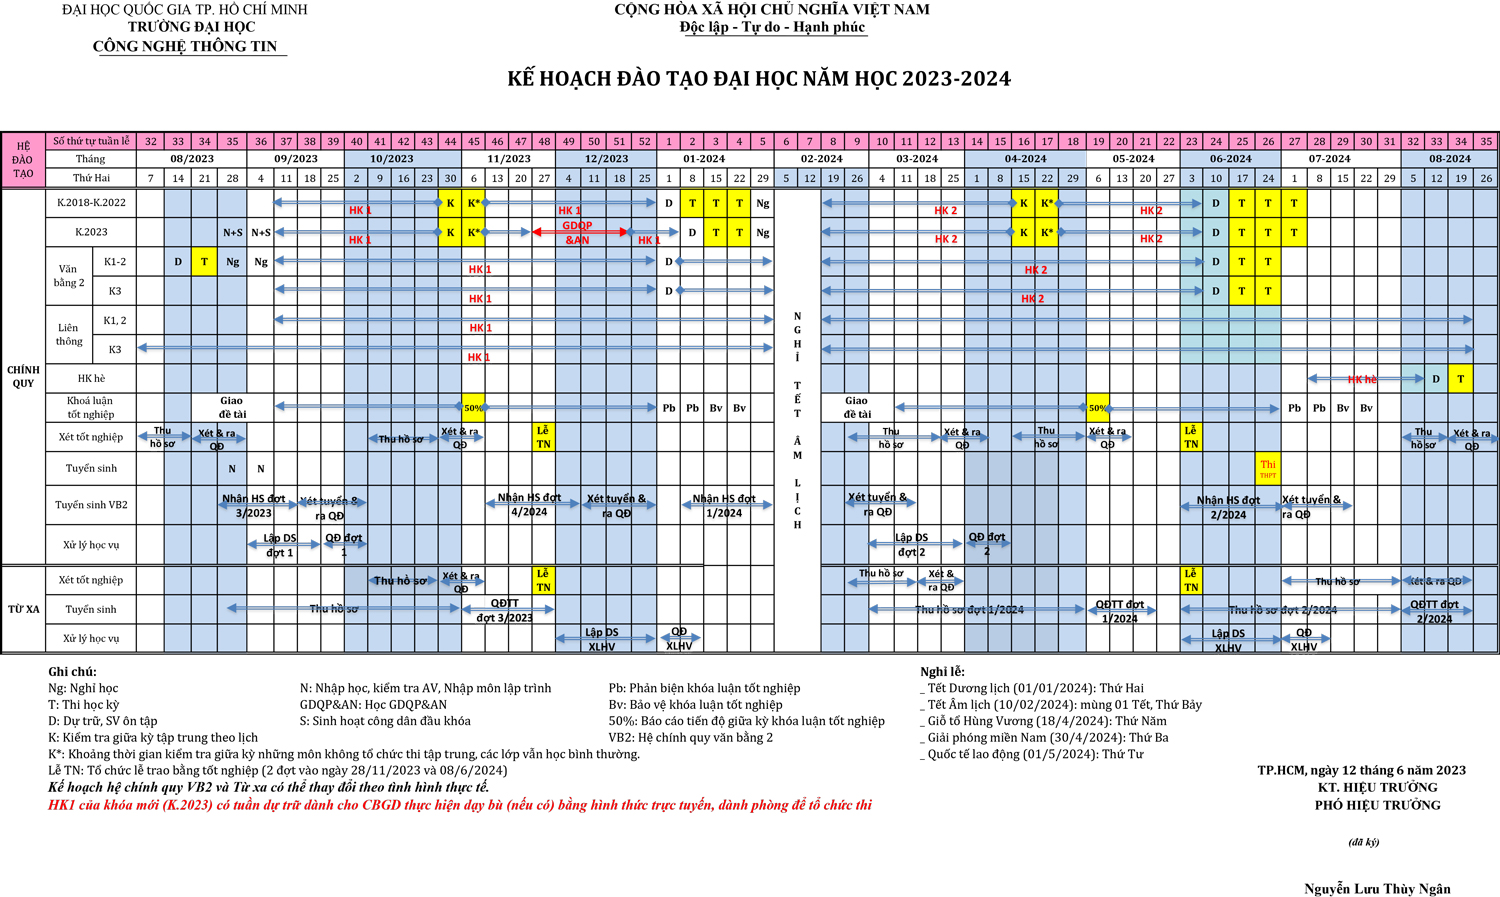 ĐẠI HỌC QUỐC GIA TP. HỒ CHÍ MINH
TRƯỜNG ĐẠI HỌC
CÔNG NGHỆ THÔNG TIN
CỘNG HÒA XÃ HỘI CHỦ NGHĨA VIỆT NAM
Độc lập - Tự do - Hạnh phúc
KẾ HOẠCH ĐÀO TẠO ĐẠI HỌC NĂM HỌC 2023-2024
HỆ ĐÀO TẠO
Số thứ tự tuần lễ 32 33 34 35 36 37 38 39 40 41 42 43 44 45 46 47 48 49 50 51 52 1 2 3 4 5 6 7 8 9 10 11 12 13 14 15 16 17 18 19 20 21 22 23 24 25 26 27 28 29 30 31 32 33 34 35
Tháng 08/2023 09/2023 10/2023 11/2023 12/2023 01-2024 02-2024 03-2024 04-2024 05-2024 06-2024 07-2024 08-2024
Thứ Hai 7 14 21 28 4 11 18 25 2 9 16 23 30 6 13 20 27 4 11 18 25 1 8 15 22 29 5 12 19 26 4 11 18 25 1 8 15 22 29 6 13 20 27 3 10 17 24 1 8 15 22 29 5 12 19 26
CHÍNH QUY
K.2018-K.2022 HK 1 K K* HK 1 D T T T Ng HK 2 K K* HK 2 D T T T
K.2023 N+S N+S HK 1 K K* GDQP &AN HK 1 D T T Ng HK 2 K K* HK 2 D T T T
Văn bằng 2
K1-2 D T Ng Ng HK 1 D HK 2 D T T
K3 HK 1 D HK 2 D T T
Liên thông
K1, 2 HK 1
K3 HK 1
NGHỈ TẾT ÂM LỊCH
HK hè HK hè D T
Khoá luận tốt nghiệp Giao đề tài 50% Pb Pb Bv Bv Giao đề tài 50% Pb Pb Bv Bv
Xét tốt nghiệp Thu hồ sơ Xét & ra QĐ Thu hồ sơ Xét & ra QĐ Lễ TN Thu hồ sơ Xét & ra QĐ Thu hồ sơ Xét & ra QĐ Lễ TN Thu hồ sơ Xét & ra QĐ
Tuyển sinh N N Thi THPT
Tuyển sinh VB2 Nhận HS đợt 3/2023 Xét tuyển & ra QĐ Nhận HS đợt 4/2024 Xét tuyển & ra QĐ Nhận HS đợt 1/2024 Xét tuyển & ra QĐ Nhận HS đợt 2/2024 Xét tuyển & ra QĐ
Xử lý học vụ Lập DS đợt 1 QĐ đợt 1 Lập DS đợt 2 QĐ đợt 2
TỪ XA
Xét tốt nghiệp Thu hồ sơ Xét & ra QĐ Lễ TN Thu hồ sơ Xét & QĐ Lễ TN Thu hồ sơ Xét & ra QĐ
Tuyển sinh Thu hồ sơ QĐTT đợt 3/2023 Thu hồ sơ đợt 1/2024 QĐTT đợt 1/2024 Thu hồ sơ đợt 2/2024 QĐTT đợt 2/2024
Xử lý học vụ Lập DS XLHV QĐ XLHV Lập DS XLHV QĐ XLHV
Ghi chú:
Ng: Nghỉ học
T: Thi học kỳ
D: Dự trữ, SV ôn tập
K: Kiểm tra giữa kỳ tập trung theo lịch
N: Nhập học, kiểm tra AV, Nhập môn lập trình
GDQP&AN: Học GDQP&AN
S: Sinh hoạt công dân đầu khóa
Pb: Phản biện khóa luận tốt nghiệp
Bv: Bảo vệ khóa luận tốt nghiệp
50%: Báo cáo tiến độ giữa kỳ khóa luận tốt nghiệp
VB2: Hệ chính quy văn bằng 2
K*: Khoảng thời gian kiểm tra giữa kỳ những môn không tổ chức thi tập trung, các lớp vẫn học bình thường.
Lễ TN: Tổ chức lễ trao bằng tốt nghiệp (2 đợt vào ngày 28/11/2023 và 08/6/2024)
Kế hoạch hệ chính quy VB2 và Từ xa có thể thay đổi theo tình hình thực tế.
HK1 của khóa mới (K.2023) có tuần dự trữ dành cho CBGD thực hiện dạy bù (nếu có) bằng hình thức trực tuyến, dành phòng để tổ chức thi
Nghỉ lễ:
_ Tết Dương lịch (01/01/2024): Thứ Hai
_ Tết Âm lịch (10/02/2024): mùng 01 Tết, Thứ Bảy
_ Giỗ tổ Hùng Vương (18/4/2024): Thứ Năm
_ Giải phóng miền Nam (30/4/2024): Thứ Ba
_ Quốc tế lao động (01/5/2024): Thứ Tư
TP.HCM, ngày 12 tháng 6 năm 2023
KT. HIỆU TRƯỞNG
PHÓ HIỆU TRƯỞNG
(đã ký)
Nguyễn Lưu Thùy Ngân